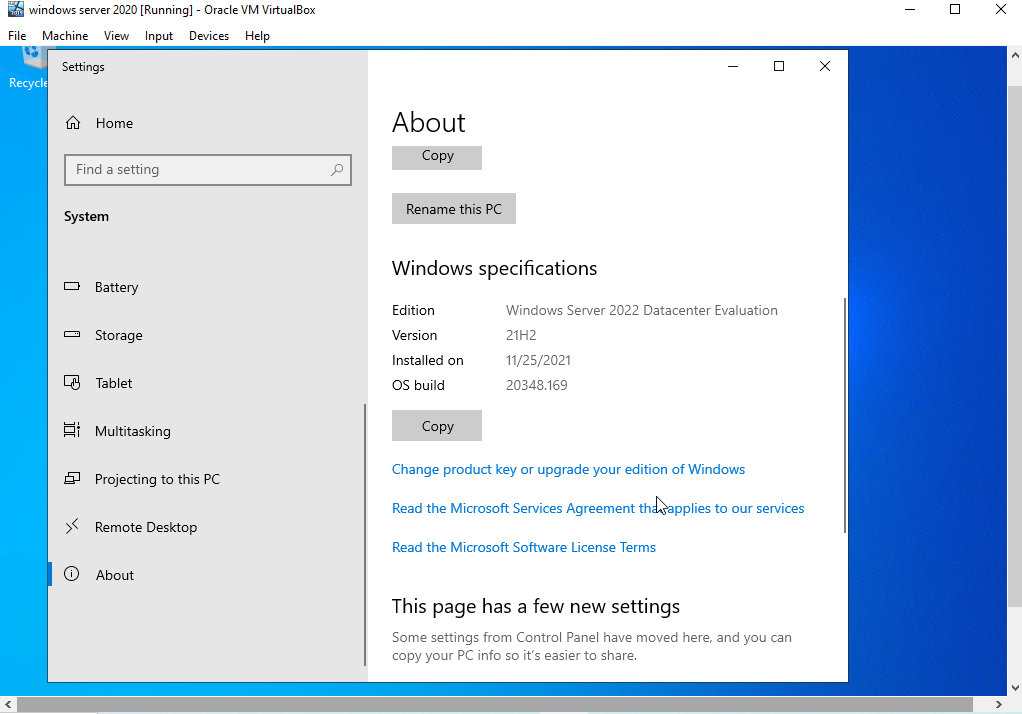 windows server 2020 [Running] - Oracle VM VirtualBox
File Machine View Input Devices Help
Recycle
Settings
Home
Find a setting
System
Battery
Storage
Tablet
Multitasking
Projecting to this PC
Remote Desktop
About
About
Copy
Rename this PC
Windows specifications
Edition Windows Server 2022 Datacenter Evaluation
Version 21H2
Installed on 11/25/2021
OS build 20348.169
Copy
Change product key or upgrade your edition of Windows
Read the Microsoft Services Agreement that applies to our services
Read the Microsoft Software License Terms
This page has a few new settings
Some settings from Control Panel have moved here, and you can
copy your PC info so it's easier to share.